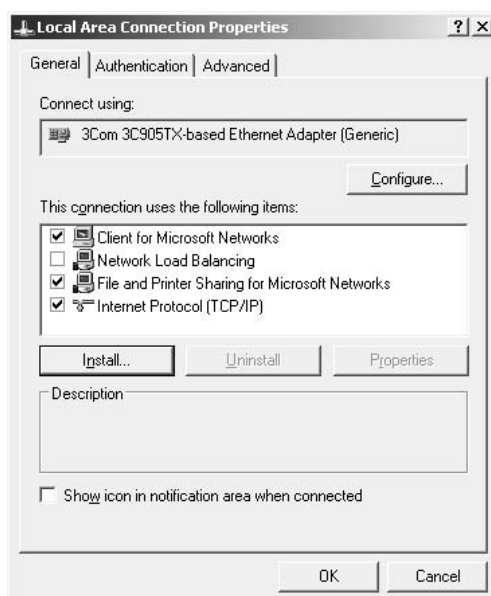 Local Area Connection Properties ? X
General Authentication Advanced
Connect using:
3Com 3C905TX-based Ethernet Adapter (Generic)
Configure...
This connection uses the following items:
Client for Microsoft Networks
Network Load Balancing
File and Printer Sharing for Microsoft Networks
Internet Protocol (TCP/IP)
Install... Uninstall Properties
Description
Show icon in notification area when connected
OK Cancel